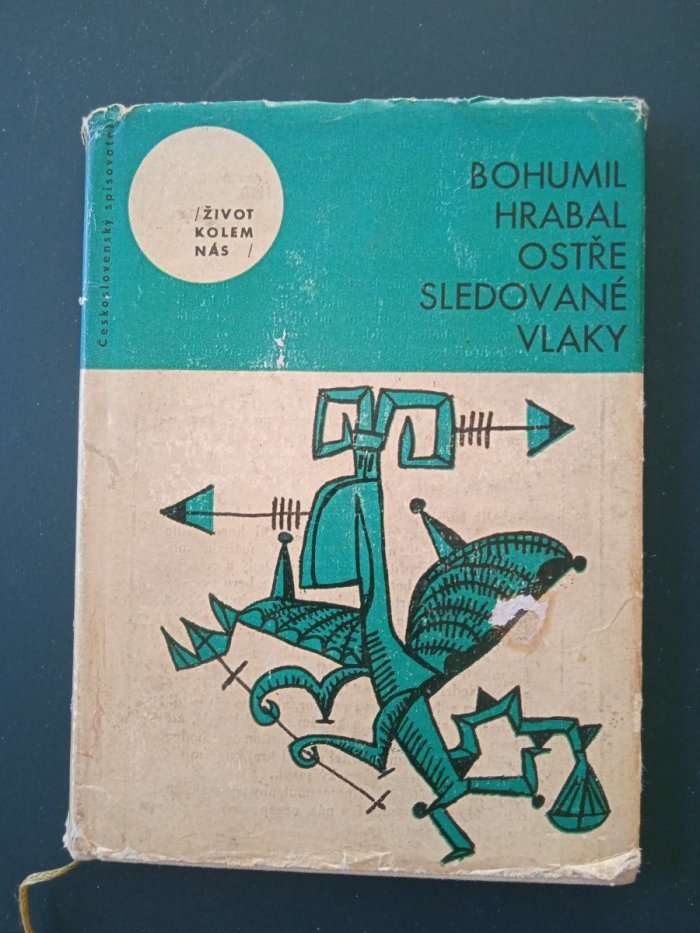 Československý spisovatel
/ŽIVOT
KOLEM
NÁS /
BOHUMIL
HRABAL
OSTŘE
SLEDOVANÉ
VLAKY